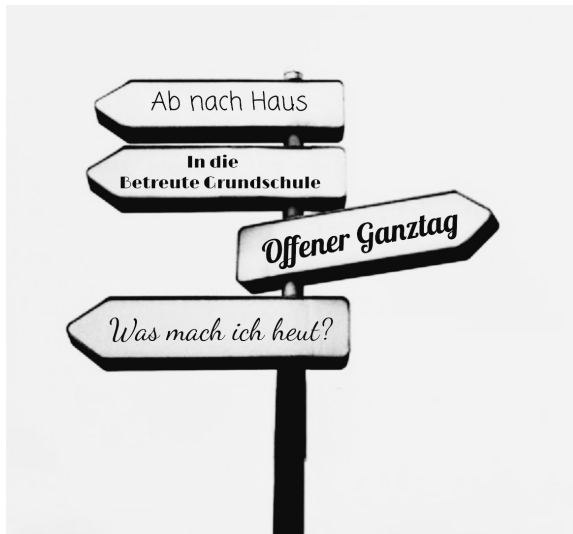 Ab nach Haus
In die
Betreute Grundschule
Offener Ganztag
Was mach ich heut?